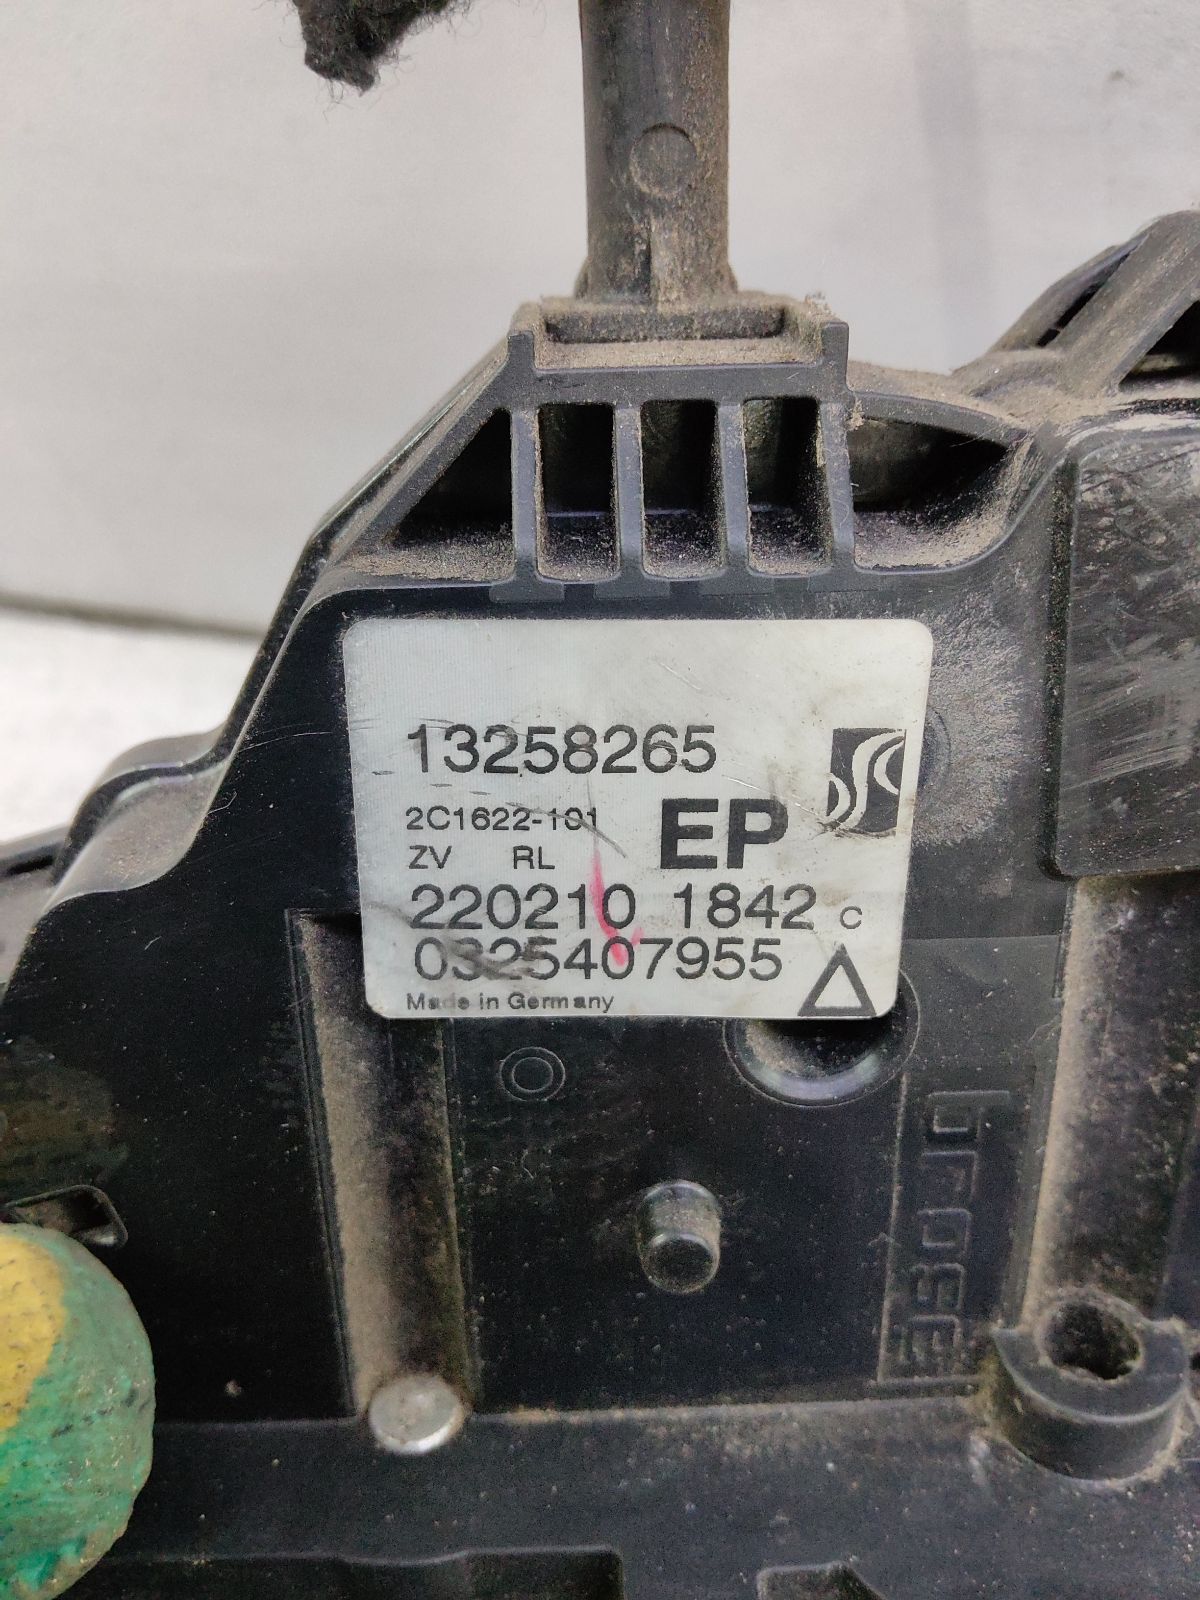 13258265
2C1622-101
EP
ZV RL
220210 1842 C
0325407955
Made in Germany
brose